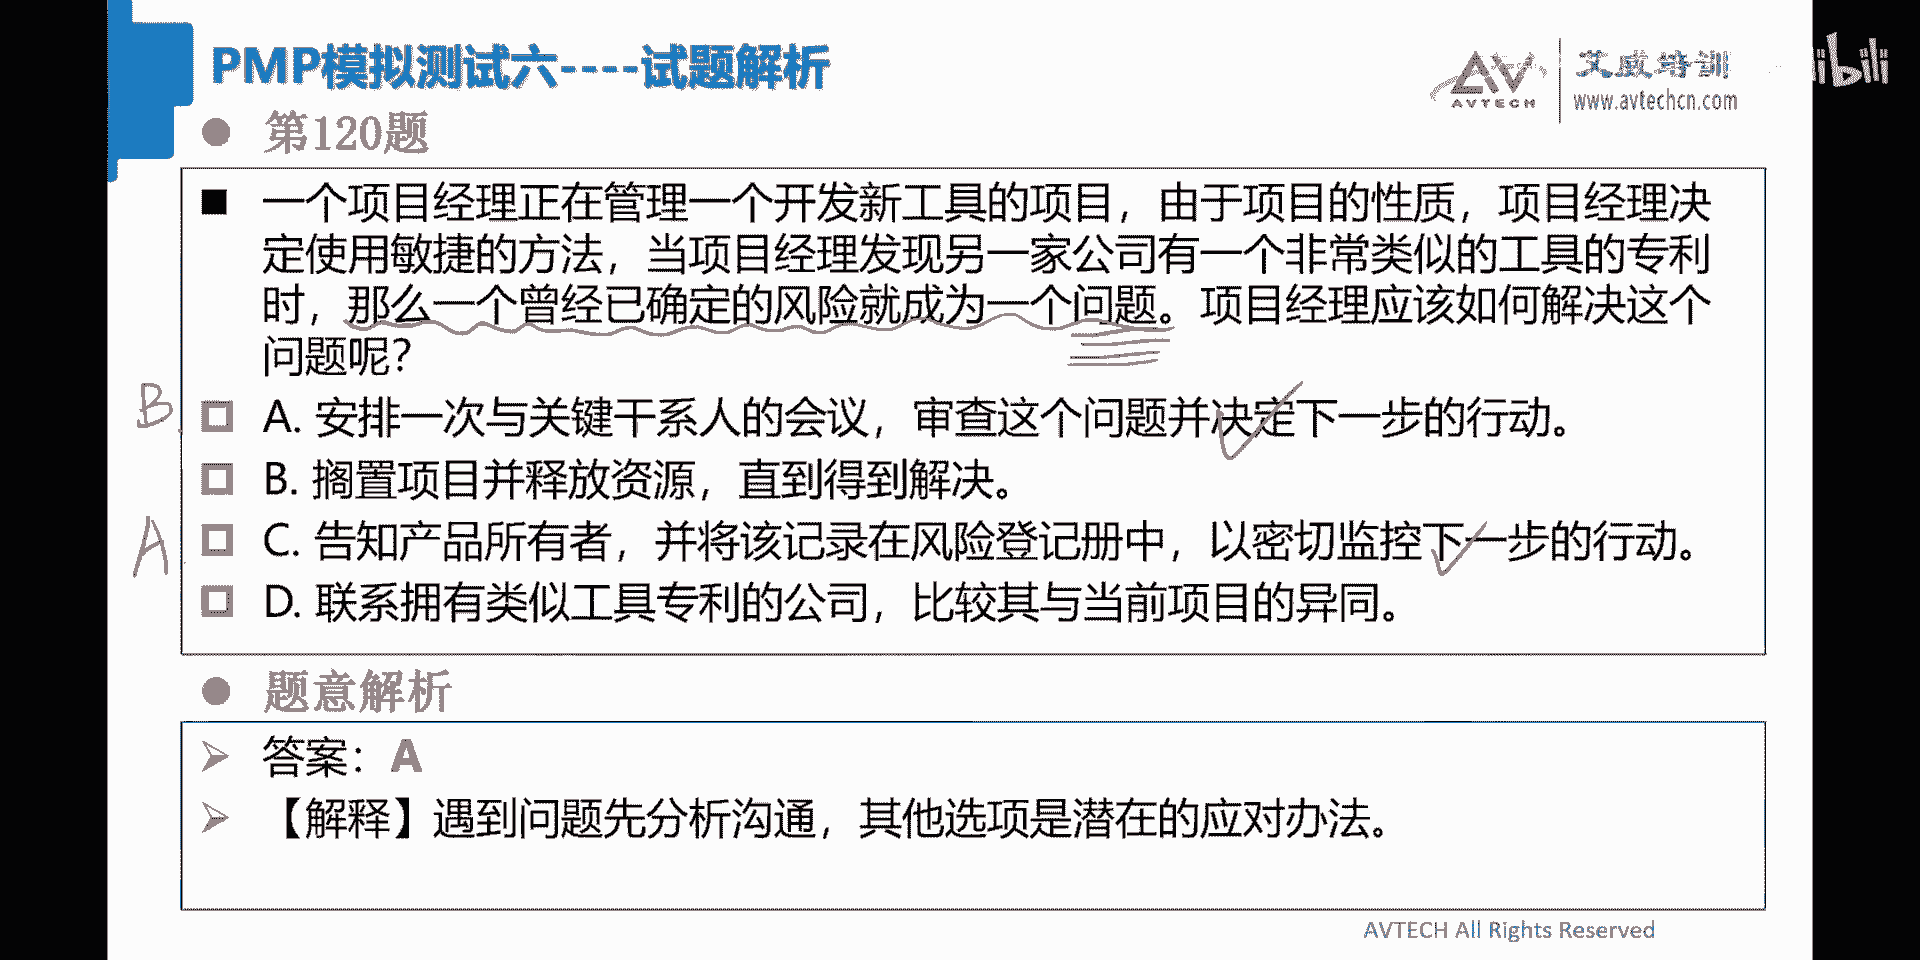 PMP模拟测试六----试题解析
AVTECH
艾威培训
www.avtechcn.com
bili
第120题
一个项目经理正在管理一个开发新工具的项目，由于项目的性质，项目经理决
定使用敏捷的方法，当项目经理发现另一家公司有一个非常类似的工具的专利
时，那么一个曾经已确定的风险就成为一个问题。项目经理应该如何解决这个
问题呢？
B
A. 安排一次与关键干系人的会议，审查这个问题并决定下一步的行动。
B. 搁置项目并释放资源，直到得到解决。
A
C. 告知产品所有者，并将该记录在风险登记册中，以密切监控下一步的行动。
D. 联系拥有类似工具专利的公司，比较其与当前项目的异同。
题意解析
答案：A
【解释】遇到问题先分析沟通，其他选项是潜在的应对办法。
AVTECH All Rights Reserved